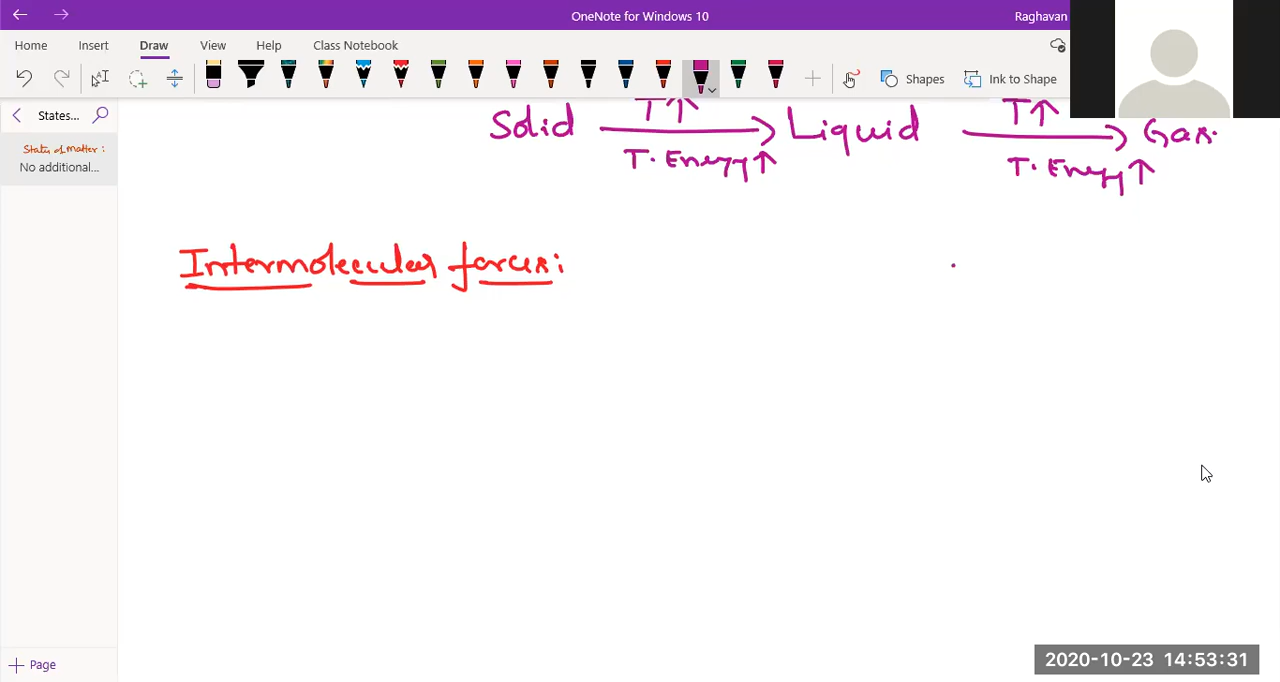 OneNote for Windows 10
Raghavan
Home Insert Draw View Help Class Notebook
Shapes Ink to Shape
States...
States of matter :
No additional...
T↑ T↑
Solid → Liquid → Gas.
T. Energy ↑ T. Energy ↑
Intermolecular forces :
2020-10-23 14:53:31
+ Page